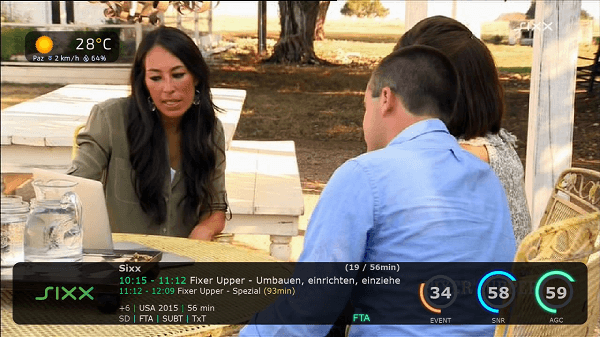 sixx
28°C
Paz 2 km/h 64%
Sixx (19 / 56min)
10:15 - 11:12 Fixer Upper - Umbauen, einrichten, einziehe
11:12 - 12:09 Fixer Upper - Spezial (93min)
sixx
+6 | USA 2015 | 56 min
SD | FTA | SUBT | TxT
FTA
34
EVENT
58
SNR
59
AGC